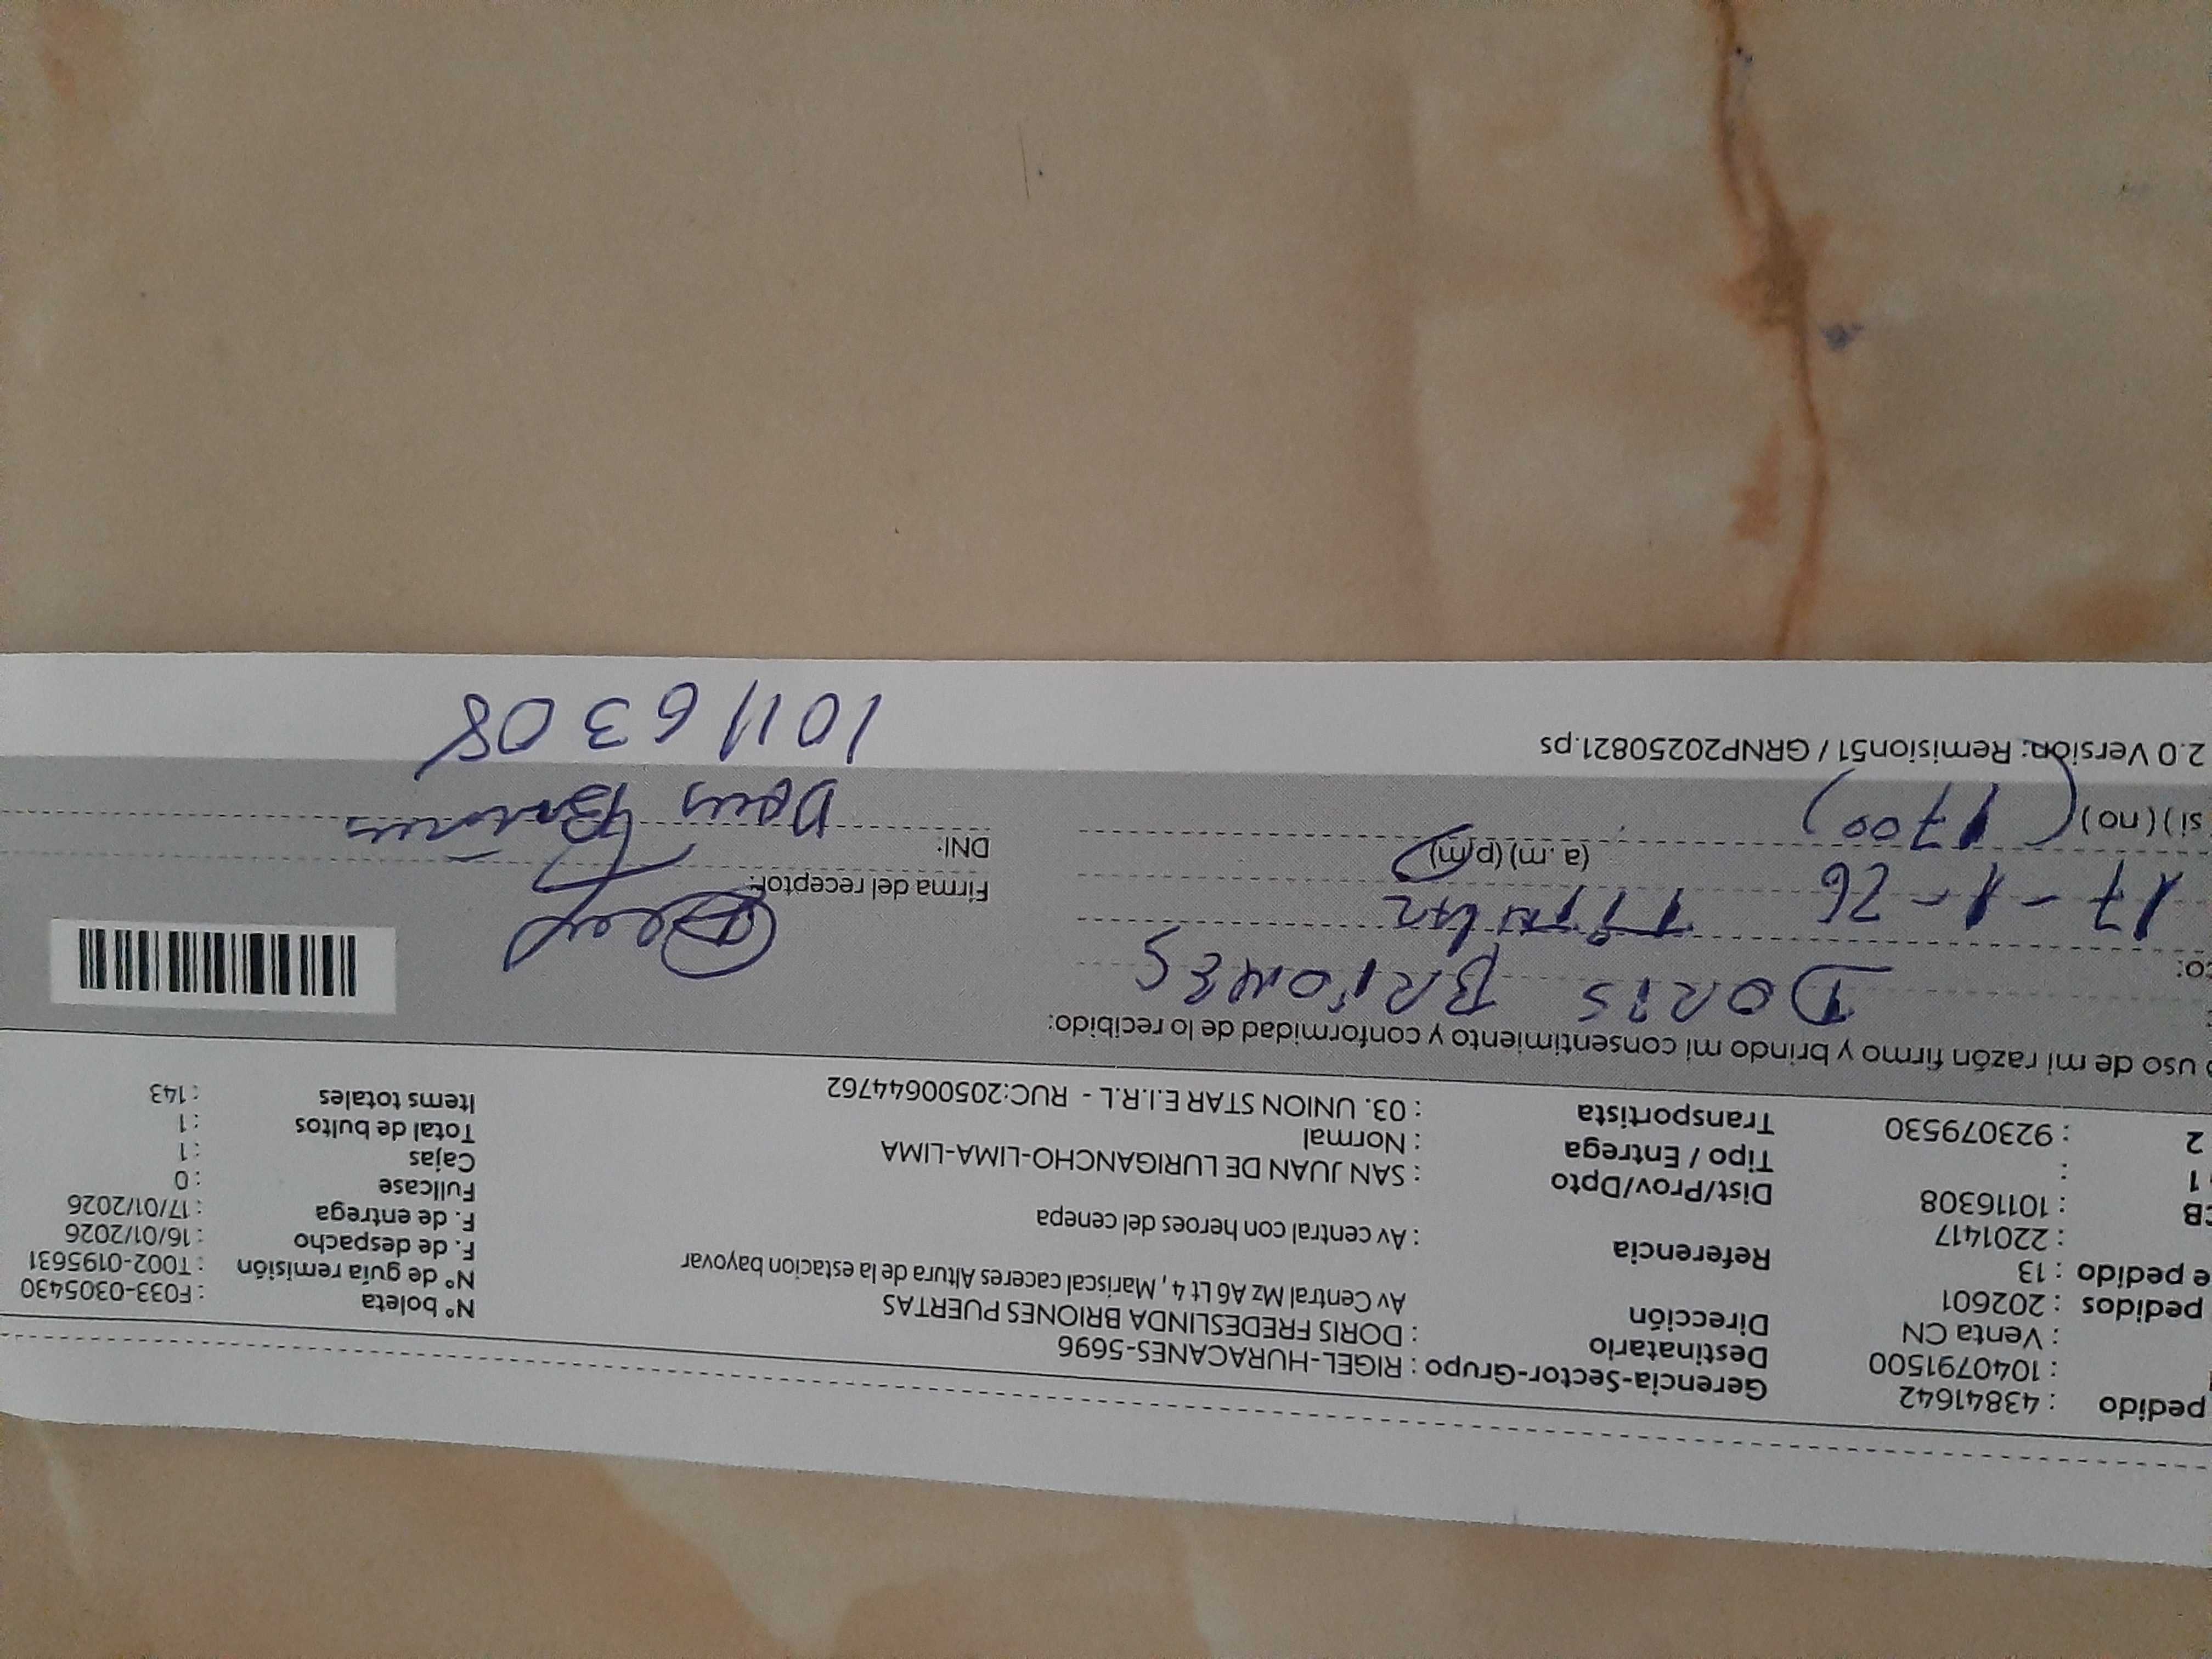 pedido : 43841642
: 1040791500
: Venta CN
pedidos : 202601
e pedido : 13
: 2201417
CB : 10116308
1 :
2 : 923079530
Gerencia-Sector-Grupo : RIGEL-HURACANES-5696
Destinatario : DORIS FREDESLINDA BRIONES PUERTAS
Dirección Av Central Mz A6 Lt 4 , Mariscal caceres Altura de la estacion bayovar
Referencia : Av central con heroes del cenepa
Dist/Prov/Dpto : SAN JUAN DE LURIGANCHO-LIMA-LIMA
Tipo / Entrega : Normal
Transportista : 03. UNION STAR E.I.R.L - RUC:20500644762
N° boleta : F033-0305430
N° de guía remisión : T002-0195631
F. de despacho : 16/01/2026
F. de entrega : 17/01/2026
Fullcase : 0
Cajas : 1
Total de bultos : 1
Items totales : 143
uso de mi razón firmo y brindo mi consentimiento y conformidad de lo recibido:
DORIS BRIONES
co:
17-1-26 Titular
(a.m) (p.m)
si ) ( no ) (1700)
Firma del receptor:
DNI:
Doris Briones
10116308
2.0 Versión: Remision51 / GRNP20250821.ps